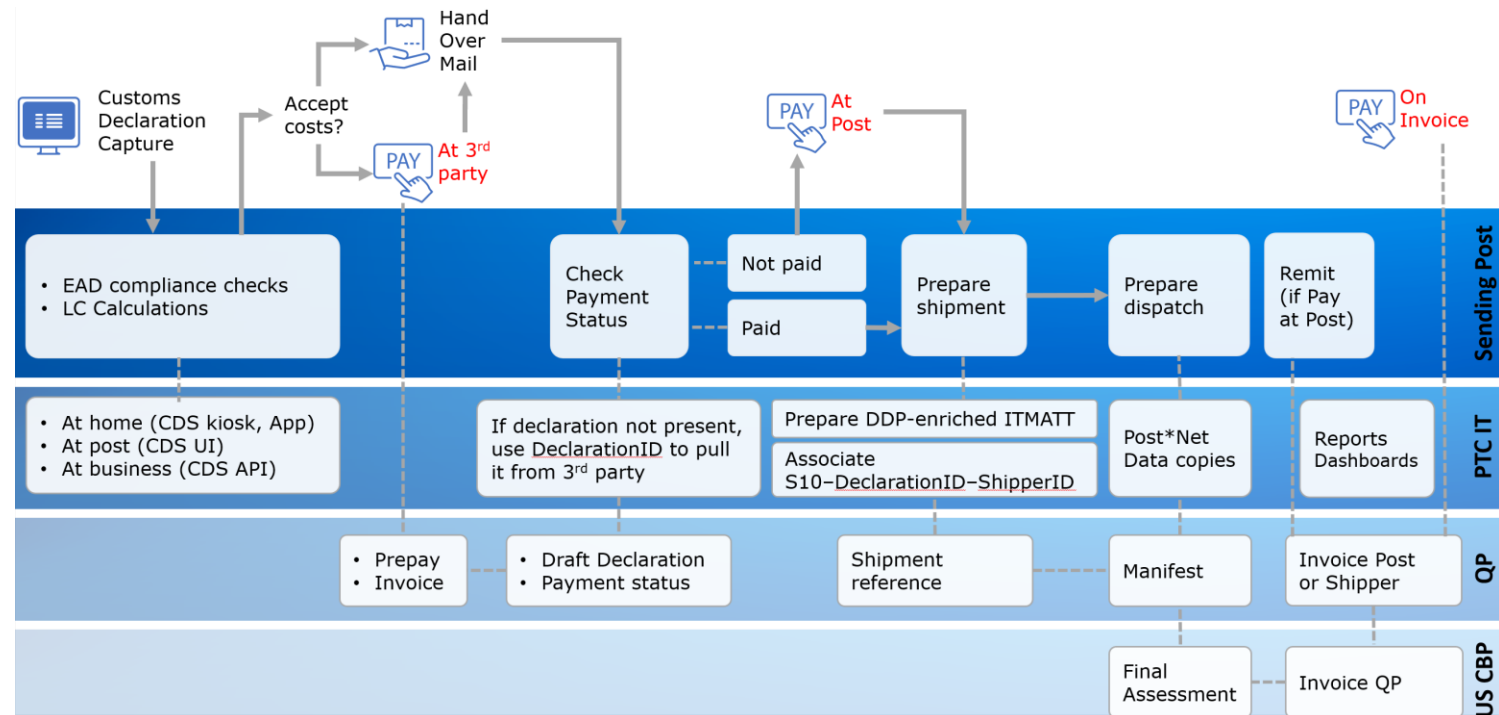 Customs
Declaration
Capture
Accept
costs?
Hand
Over
Mail
PAY
At 3rd
party
PAY
At
Post
PAY
On
Invoice
• EAD compliance checks
• LC Calculations
Check
Payment
Status
Not paid
Paid
Prepare
shipment
Prepare
dispatch
Remit
(if Pay
at Post)
Sending Post
• At home (CDS kiosk, App)
• At post (CDS UI)
• At business (CDS API)
If declaration not present,
use DeclarationID to pull
it from 3rd party
Prepare DDP-enriched ITMATT
Associate
S10–DeclarationID–ShipperID
Post*Net
Data copies
Reports
Dashboards
PTC IT
• Prepay
• Invoice
• Draft Declaration
• Payment status
Shipment
reference
Manifest
Invoice Post
or Shipper
QP
Final
Assessment
Invoice QP
US CBP